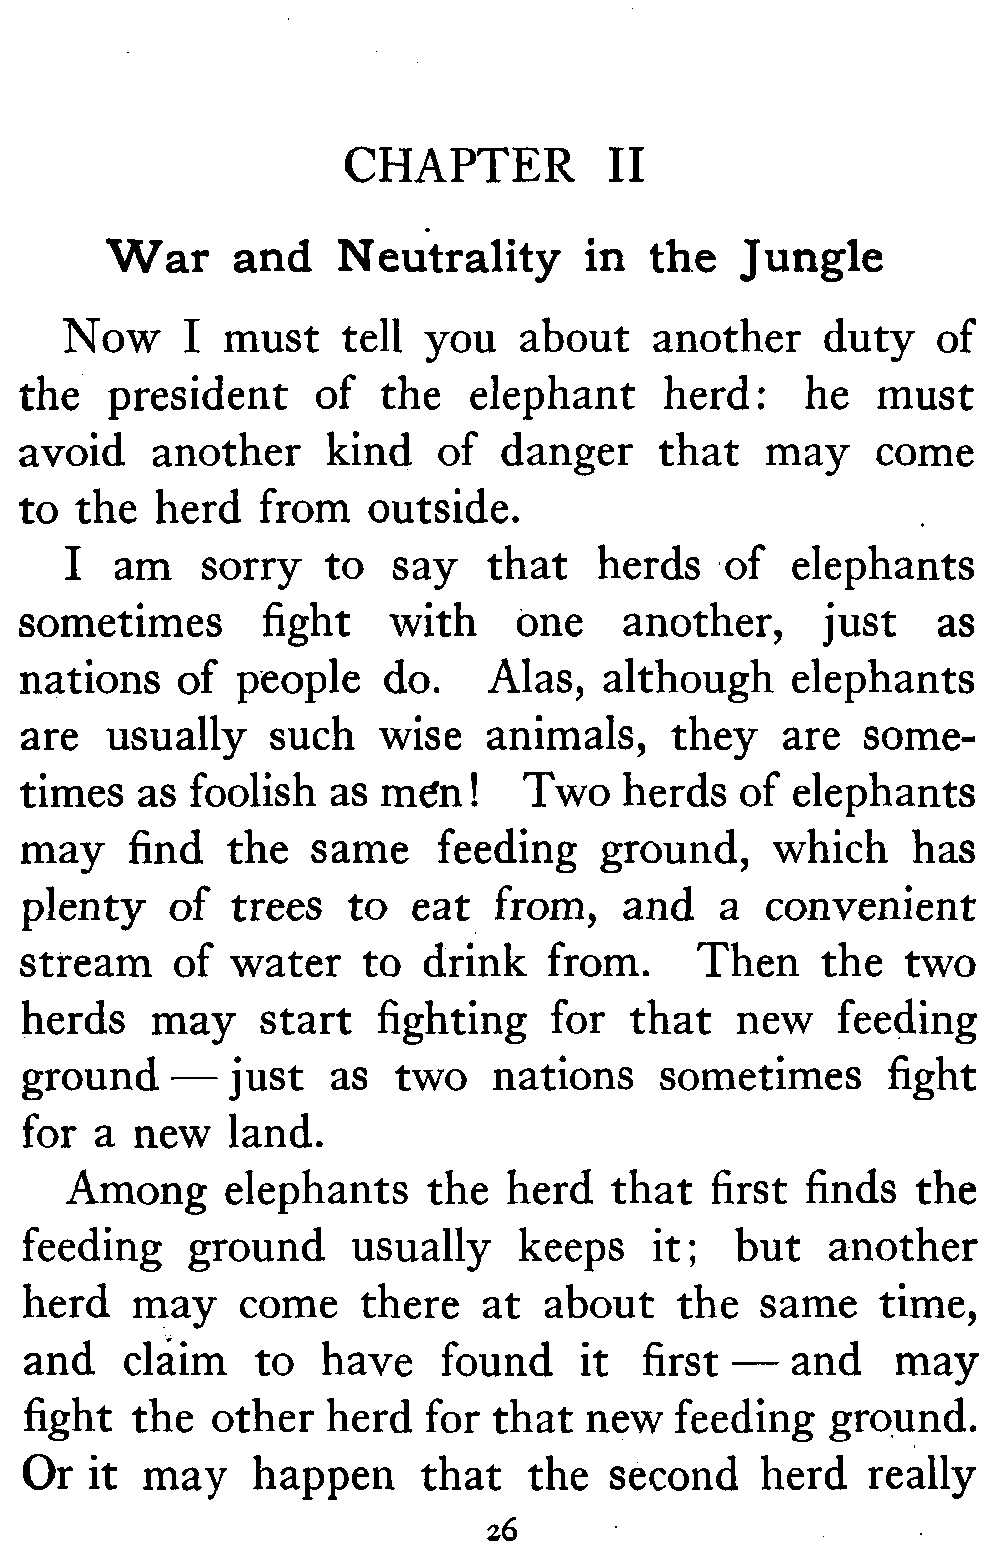 CHAPTER II
War and Neutrality in the Jungle
Now I must tell you about another duty of
the president of the elephant herd: he must
avoid another kind of danger that may come
to the herd from outside.
I am sorry to say that herds of elephants
sometimes fight with one another, just as
nations of people do. Alas, although elephants
are usually such wise animals, they are some-
times as foolish as men! Two herds of elephants
may find the same feeding ground, which has
plenty of trees to eat from, and a convenient
stream of water to drink from. Then the two
herds may start fighting for that new feeding
ground — just as two nations sometimes fight
for a new land.
Among elephants the herd that first finds the
feeding ground usually keeps it; but another
herd may come there at about the same time,
and claim to have found it first — and may
fight the other herd for that new feeding ground.
Or it may happen that the second herd really
26